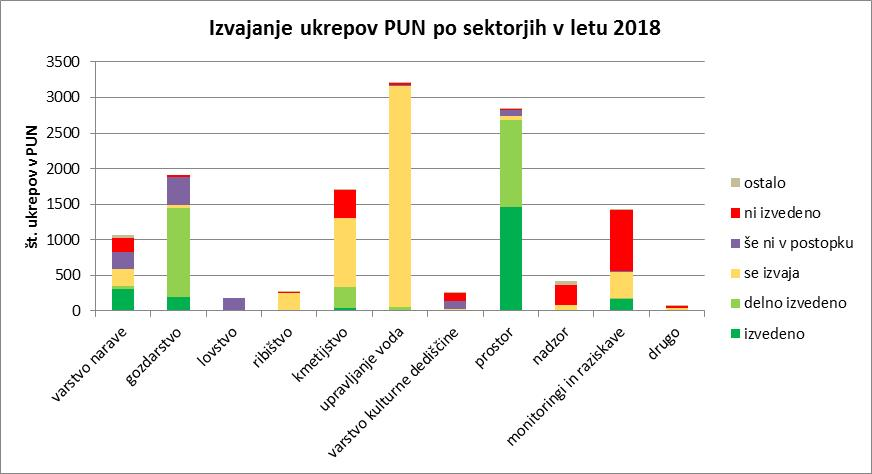 Izvajanje ukrepov PUN po sektorjih v letu 2018
št. ukrepov v PUN
3500
3000
2500
2000
1500
1000
500
0
varstvo narave
gozdarstvo
lovstvo
ribištvo
kmetijstvo
upravljanje voda
varstvo kulturne dediščine
prostor
nadzor
monitoringi in raziskave
drugo
ostalo
ni izvedeno
še ni v postopku
se izvaja
delno izvedeno
izvedeno